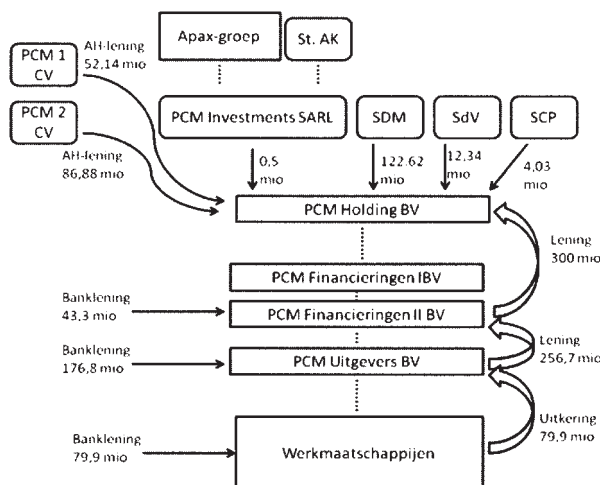 Apax-groep
St. AK
PCM 1
CV
AH-lening
52,14 mio
PCM 2
CV
AH-lening
86,88 mio
PCM Investments SARL
SDM
SdV
SCP
0,5
mio
122.62
mio
12,34
mio
4,03
mio
PCM Holding BV
Lening
300 mio
PCM Financieringen IBV
Banklening
43,3 mio
PCM Financieringen II BV
Banklening
176,8 mio
PCM Uitgevers BV
Lening
256,7 mio
Uitkering
79,9 mio
Banklening
79,9 mio
Werkmaatschappijen